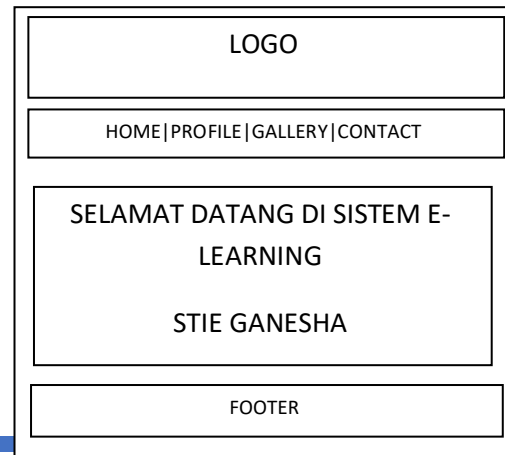 LOGO
HOME|PROFILE|GALLERY|CONTACT
SELAMAT DATANG DI SISTEM E-
LEARNING
STIE GANESHA
FOOTER